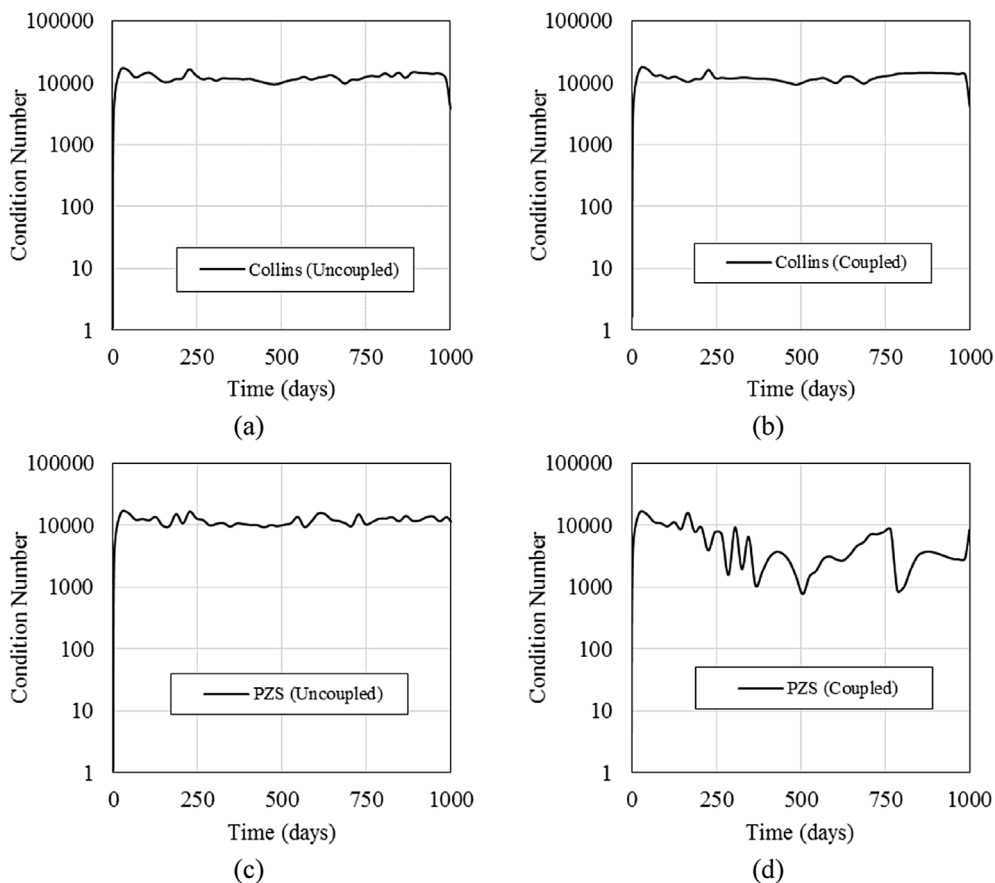 100000
10000
1000
100
10
1
Condition Number
Collins (Uncoupled)
0 250 500 750 1000
Time (days)
(a)
100000
10000
1000
100
10
1
Condition Number
Collins (Coupled)
0 250 500 750 1000
Time (days)
(b)
100000
10000
1000
100
10
1
Condition Number
PZS (Uncoupled)
0 250 500 750 1000
Time (days)
(c)
100000
10000
1000
100
10
1
Condition Number
PZS (Coupled)
0 250 500 750 1000
Time (days)
(d)